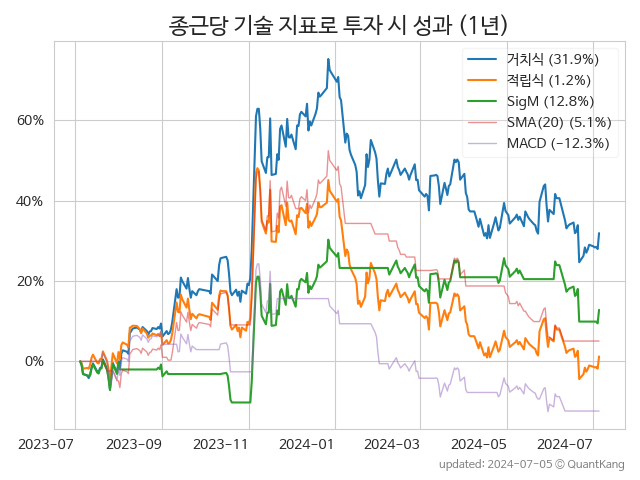 종근당 기술 지표로 투자 시 성과 (1년)
거치식 (31.9%)
적립식 (1.2%)
SigM (12.8%)
SMA(20) (5.1%)
MACD (−12.3%)
60%
40%
20%
0%
2023-07 2023-09 2023-11 2024-01 2024-03 2024-05 2024-07
updated: 2024-07-05 © QuantKang